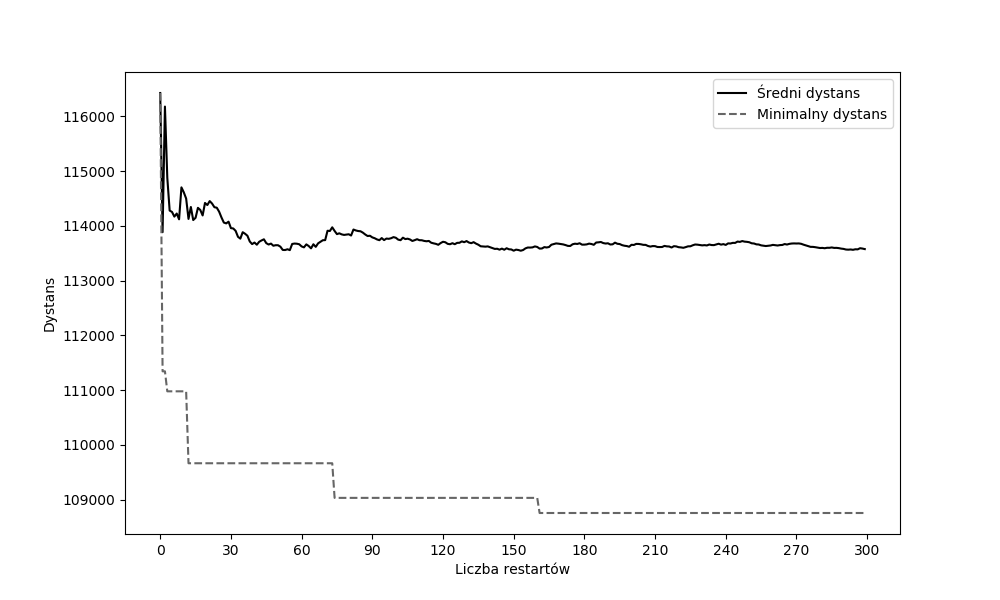 Średni dystans
Minimalny dystans
116000
115000
114000
113000
112000
111000
110000
109000
Dystans
0 30 60 90 120 150 180 210 240 270 300
Liczba restartów